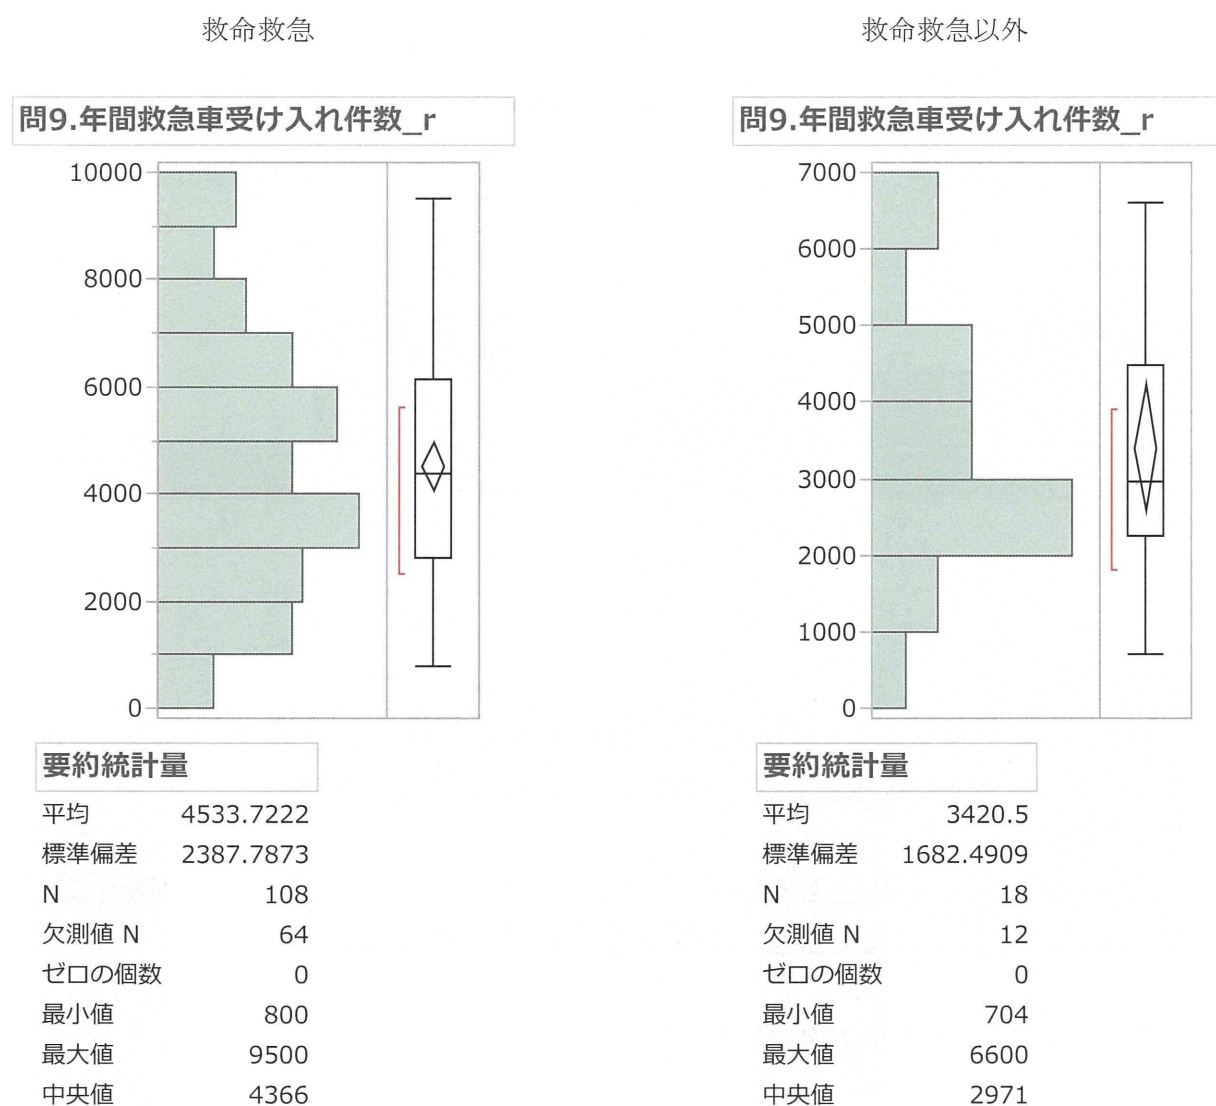 救命救急
問9.年間救急車受け入れ件数_r
10000
8000
6000
4000
2000
0
要約統計量
平均 4533.7222
標準偏差 2387.7873
N 108
欠測値 N 64
ゼロの個数 0
最小値 800
最大値 9500
中央値 4366
救命救急以外
問9.年間救急車受け入れ件数_r
7000
6000
5000
4000
3000
2000
1000
0
要約統計量
平均 3420.5
標準偏差 1682.4909
N 18
欠測値 N 12
ゼロの個数 0
最小値 704
最大値 6600
中央値 2971